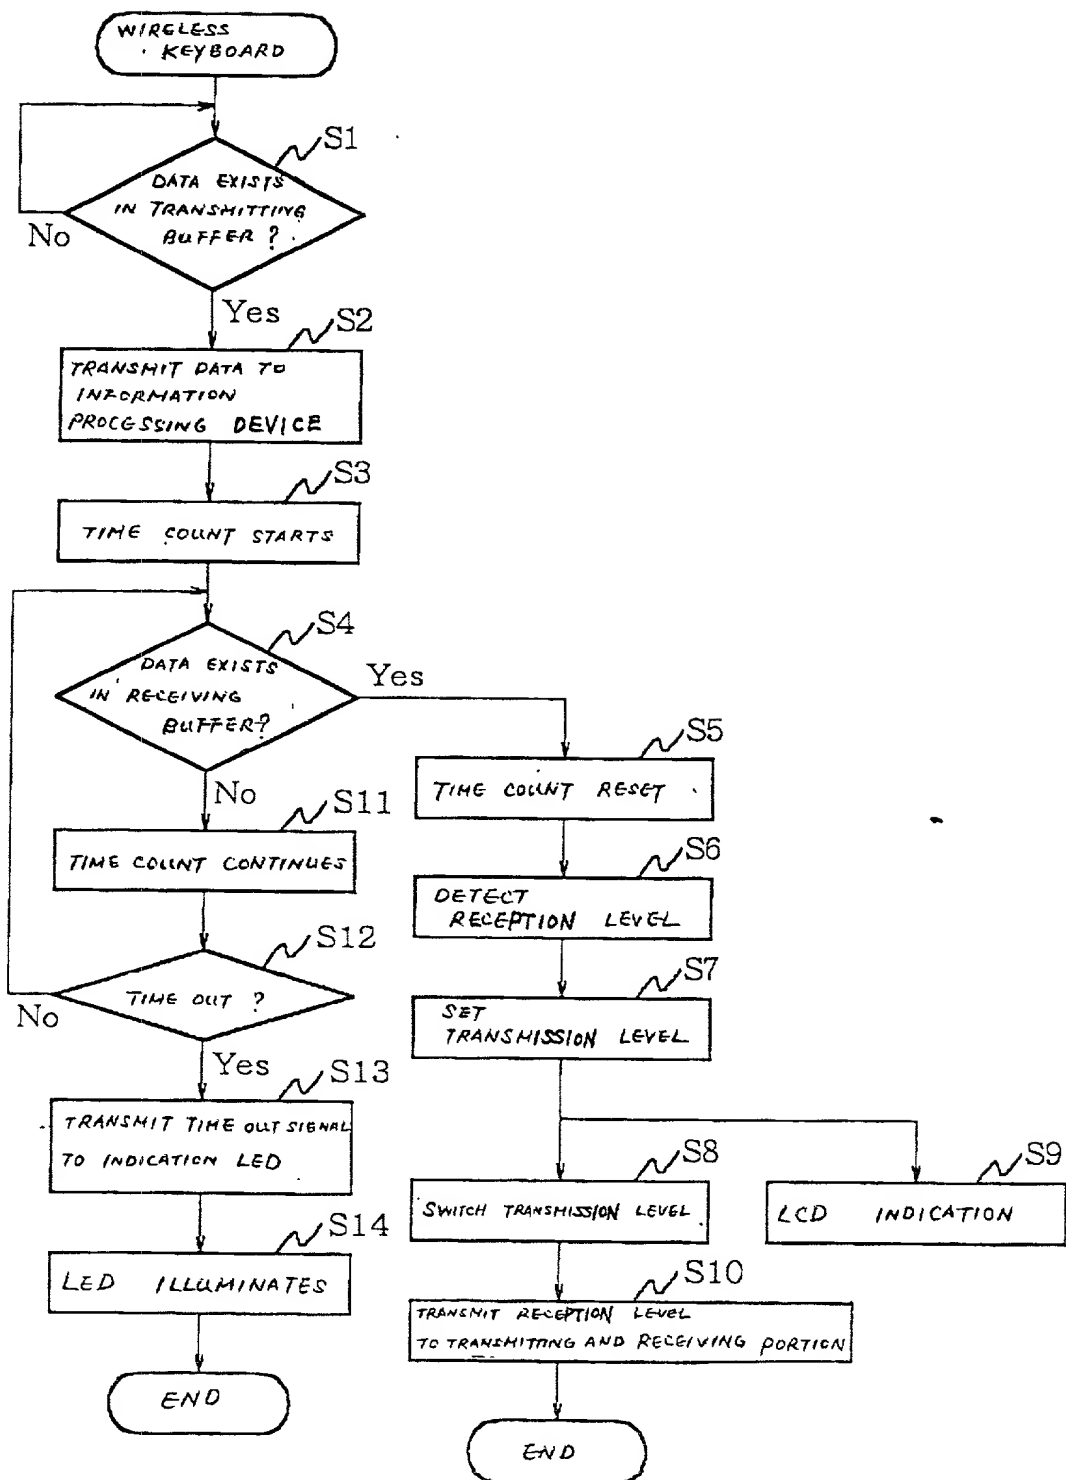 WIRELESS
KEYBOARD
S1
DATA EXISTS
IN TRANSMITTING
BUFFER ?
No
Yes
S2
TRANSMIT DATA TO
INFORMATION
PROCESSING DEVICE
S3
TIME COUNT STARTS
S4
DATA EXISTS
IN RECEIVING
BUFFER?
Yes
No
S5
TIME COUNT RESET
S11
TIME COUNT CONTINUES
S6
DETECT
RECEPTION LEVEL
S12
TIME OUT ?
No
Yes
S7
SET
TRANSMISSION LEVEL
S13
TRANSMIT TIME OUT SIGNAL
TO INDICATION LED
S8
SWITCH TRANSMISSION LEVEL
S9
LCD INDICATION
S14
LED ILLUMINATES
S10
TRANSMIT RECEPTION LEVEL
TO TRANSMITTING AND RECEIVING PORTION
END
END